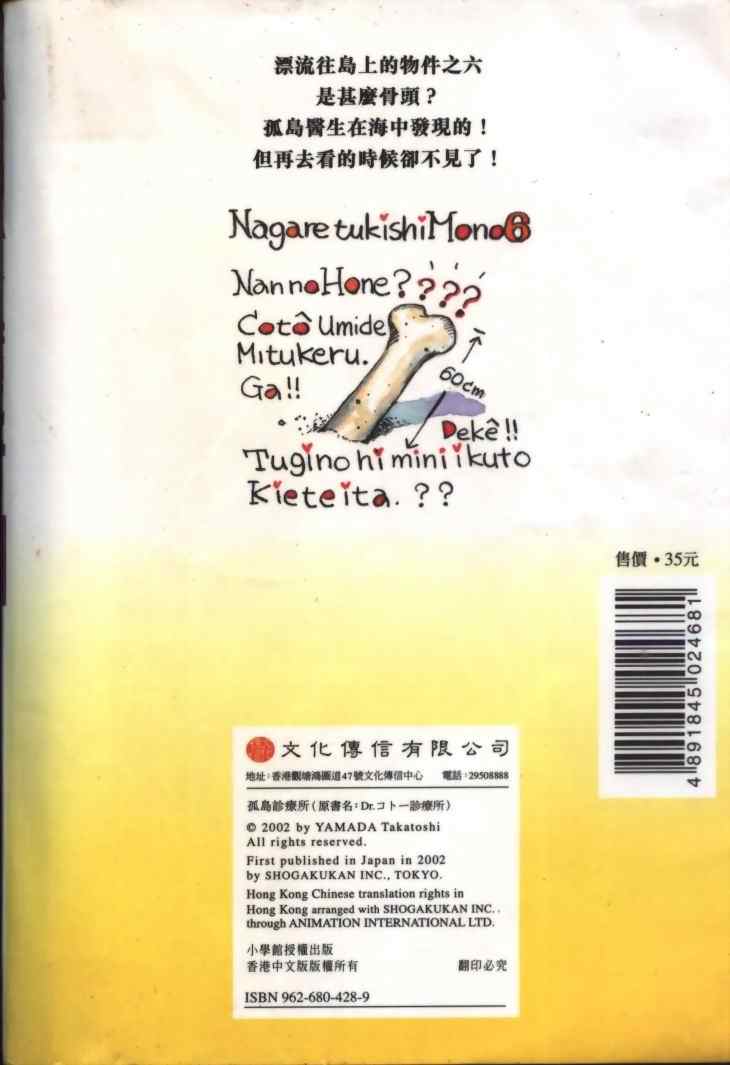 漂流往島上的物件之六
是甚麼骨頭？
孤島醫生在海中發現的！
但再去看的時候卻不見了！
Nagare tukishi Mono 6
Nan no Hone? ? ? ?
Cotô Umide
Mitukeru.
Ga!!
60cm
Dekê!!
Tugino hi mini ikuto
Kieteita. ??
售價・35元
4 891845 024681
文化傳信有限公司
地址：香港觀塘鴻圖道47號文化傳信中心 電話：29508888
孤島診療所（原書名：Dr.コトー診療所）
© 2002 by YAMADA Takatoshi
All rights reserved.
First published in Japan in 2002
by SHOGAKUKAN INC., TOKYO.
Hong Kong Chinese translation rights in
Hong Kong arranged with SHOGAKUKAN INC.,
through ANIMATION INTERNATIONAL LTD.
小學館授權出版
香港中文版版權所有 翻印必究
ISBN 962-680-428-9